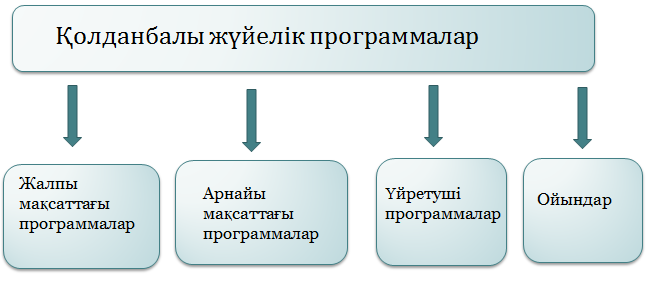 Қолданбалы жүйелік программалар
Жалпы
мақсаттағы
программалар
Арнайы
мақсаттағы
программалар
Үйретуші
программалар
Ойындар